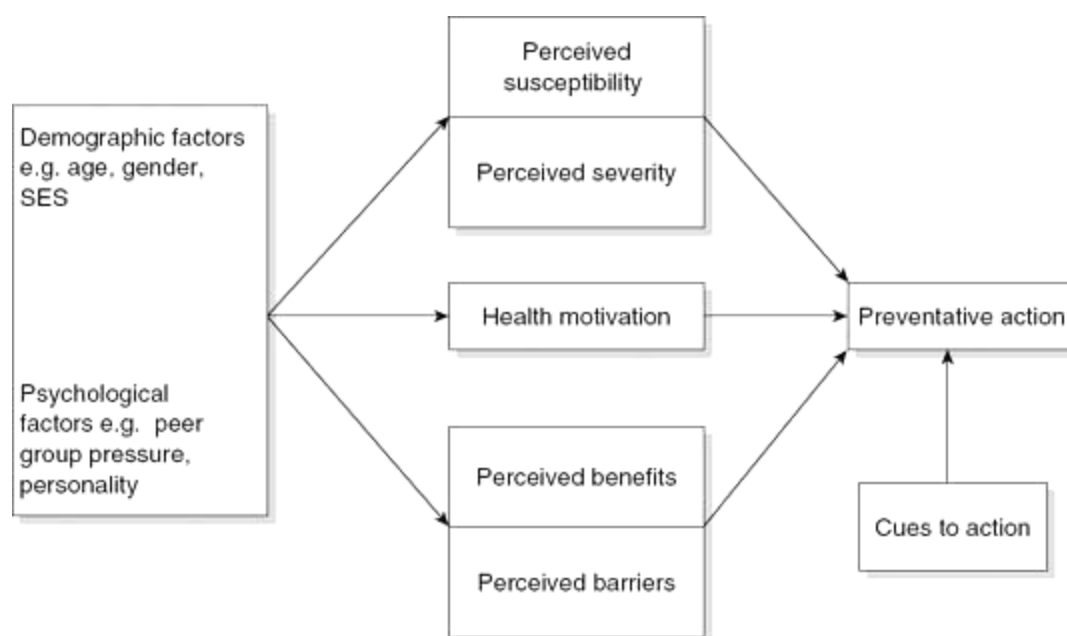 Demographic factors
e.g. age, gender,
SES
Psychological
factors e.g. peer
group pressure,
personality
Perceived
susceptibility
Perceived severity
Health motivation
Perceived benefits
Perceived barriers
Preventative action
Cues to action